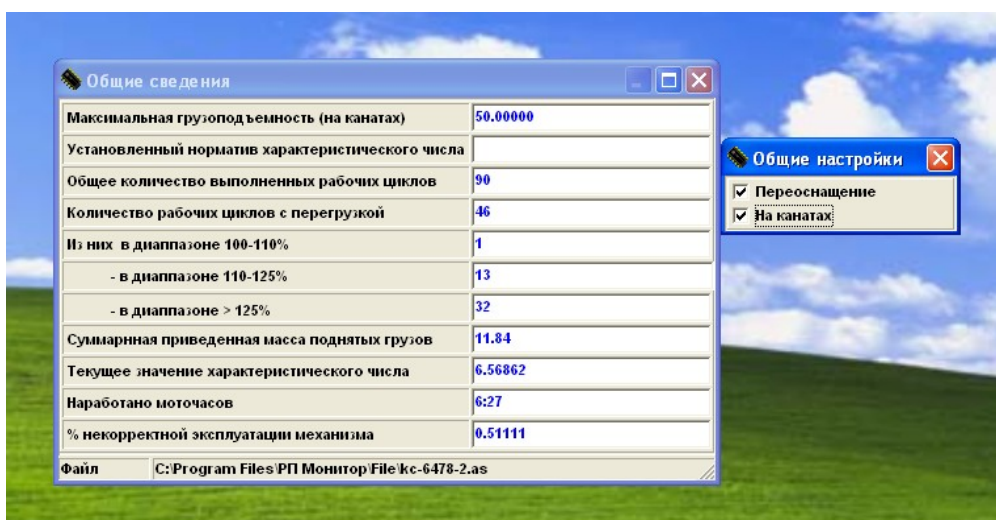 Общие сведения
Максимальная грузоподъемность (на канатах) 50.00000
Установленный норматив характеристического числа
Общее количество выполненных рабочих циклов 90
Количество рабочих циклов с перегрузкой 46
Из них в диаппазоне 100-110% 1
- в диаппазоне 110-125% 13
- в диаппазоне > 125% 32
Суммарнная приведенная масса поднятых грузов 11.84
Текущее значение характеристического числа 6.56862
Наработано моточасов 6:27
% некорректной эксплуатации механизма 0.51111
Файл C:\Program Files\РП Монитор\File\kc-6478-2.as
Общие настройки
Переоснащение
На канатах